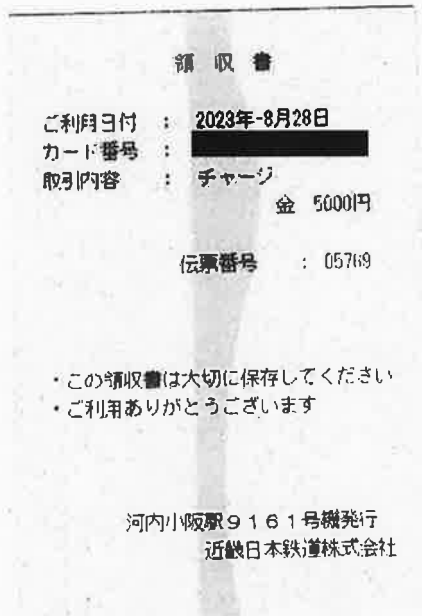 領収書
ご利用日付 : 2023年-8月28日
カード番号 :
取引内容 : チャージ
金 5000円
伝票番号 : 05769
・この領収書は大切に保存してください
・ご利用ありがとうございます
河内小阪駅9161号機発行
近畿日本鉄道株式会社